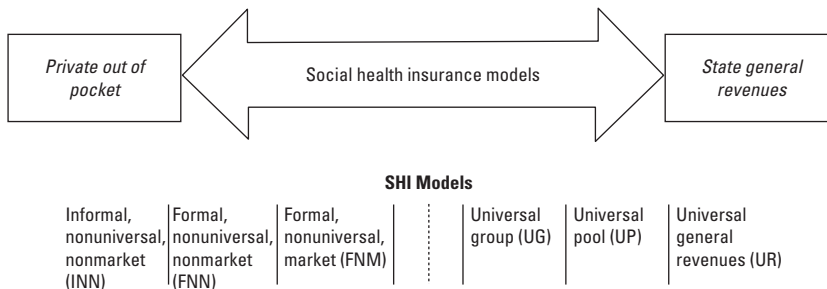 Private out of
pocket
Social health insurance models
State general
revenues
SHI Models
Informal,
nonuniversal,
nonmarket
(INN)
Formal,
nonuniversal,
nonmarket
(FNN)
Formal,
nonuniversal,
market (FNM)
Universal
group (UG)
Universal
pool (UP)
Universal
general
revenues (UR)